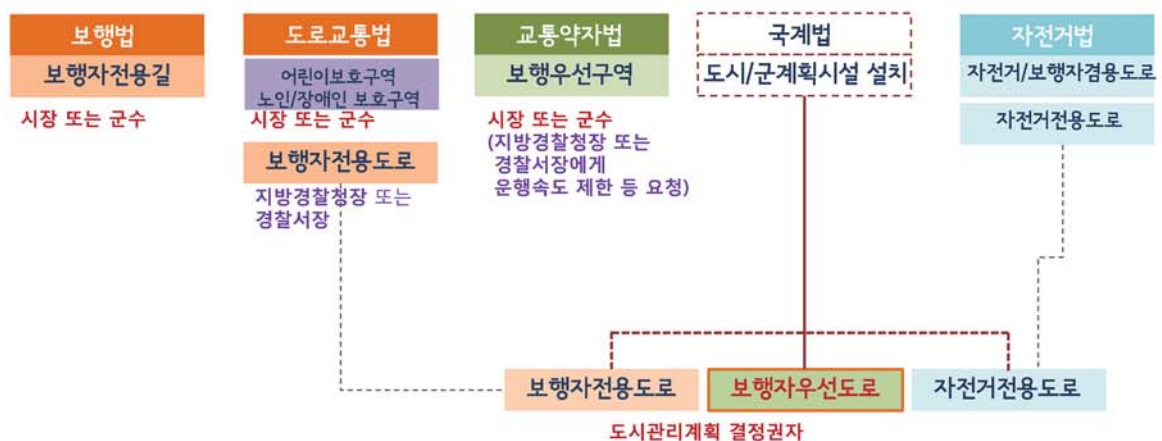 보행법
보행자전용길
시장 또는 군수
도로교통법
어린이보호구역
노인/장애인 보호구역
시장 또는 군수
보행자전용도로
지방경찰청장 또는
경찰서장
교통약자법
보행우선구역
시장 또는 군수
(지방경찰청장 또는
경찰서장에게
운행속도 제한 등 요청)
국계법
도시/군계획시설 설치
자전거법
자전거/보행자겸용도로
자전거전용도로
보행자전용도로
보행자우선도로
자전거전용도로
도시관리계획 결정권자